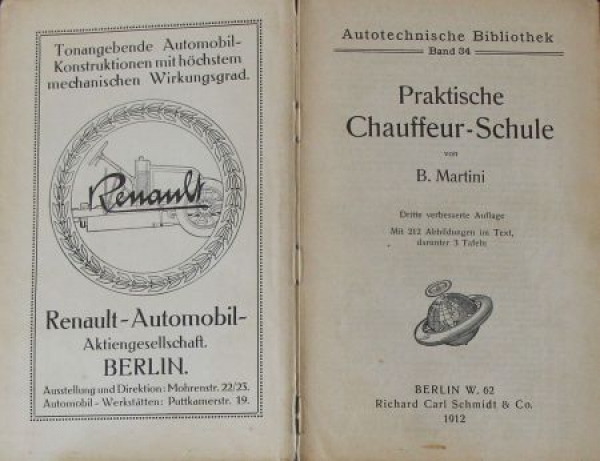 Tonangebende Automobil-
Konstruktionen mit höchstem
mechanischen Wirkungsgrad.
Renault
Renault-Automobil-
Aktiengesellschaft.
BERLIN.
Ausstellung und Direktion: Mohrenstr. 22/23.
Automobil-Werkstätten: Puttkamerstr. 19.
Autotechnische Bibliothek
Band 34
Praktische
Chauffeur-Schule
von
B. Martini
Dritte verbesserte Auflage
Mit 212 Abbildungen im Text,
darunter 3 Tafeln
BERLIN W. 62
Richard Carl Schmidt & Co.
1912